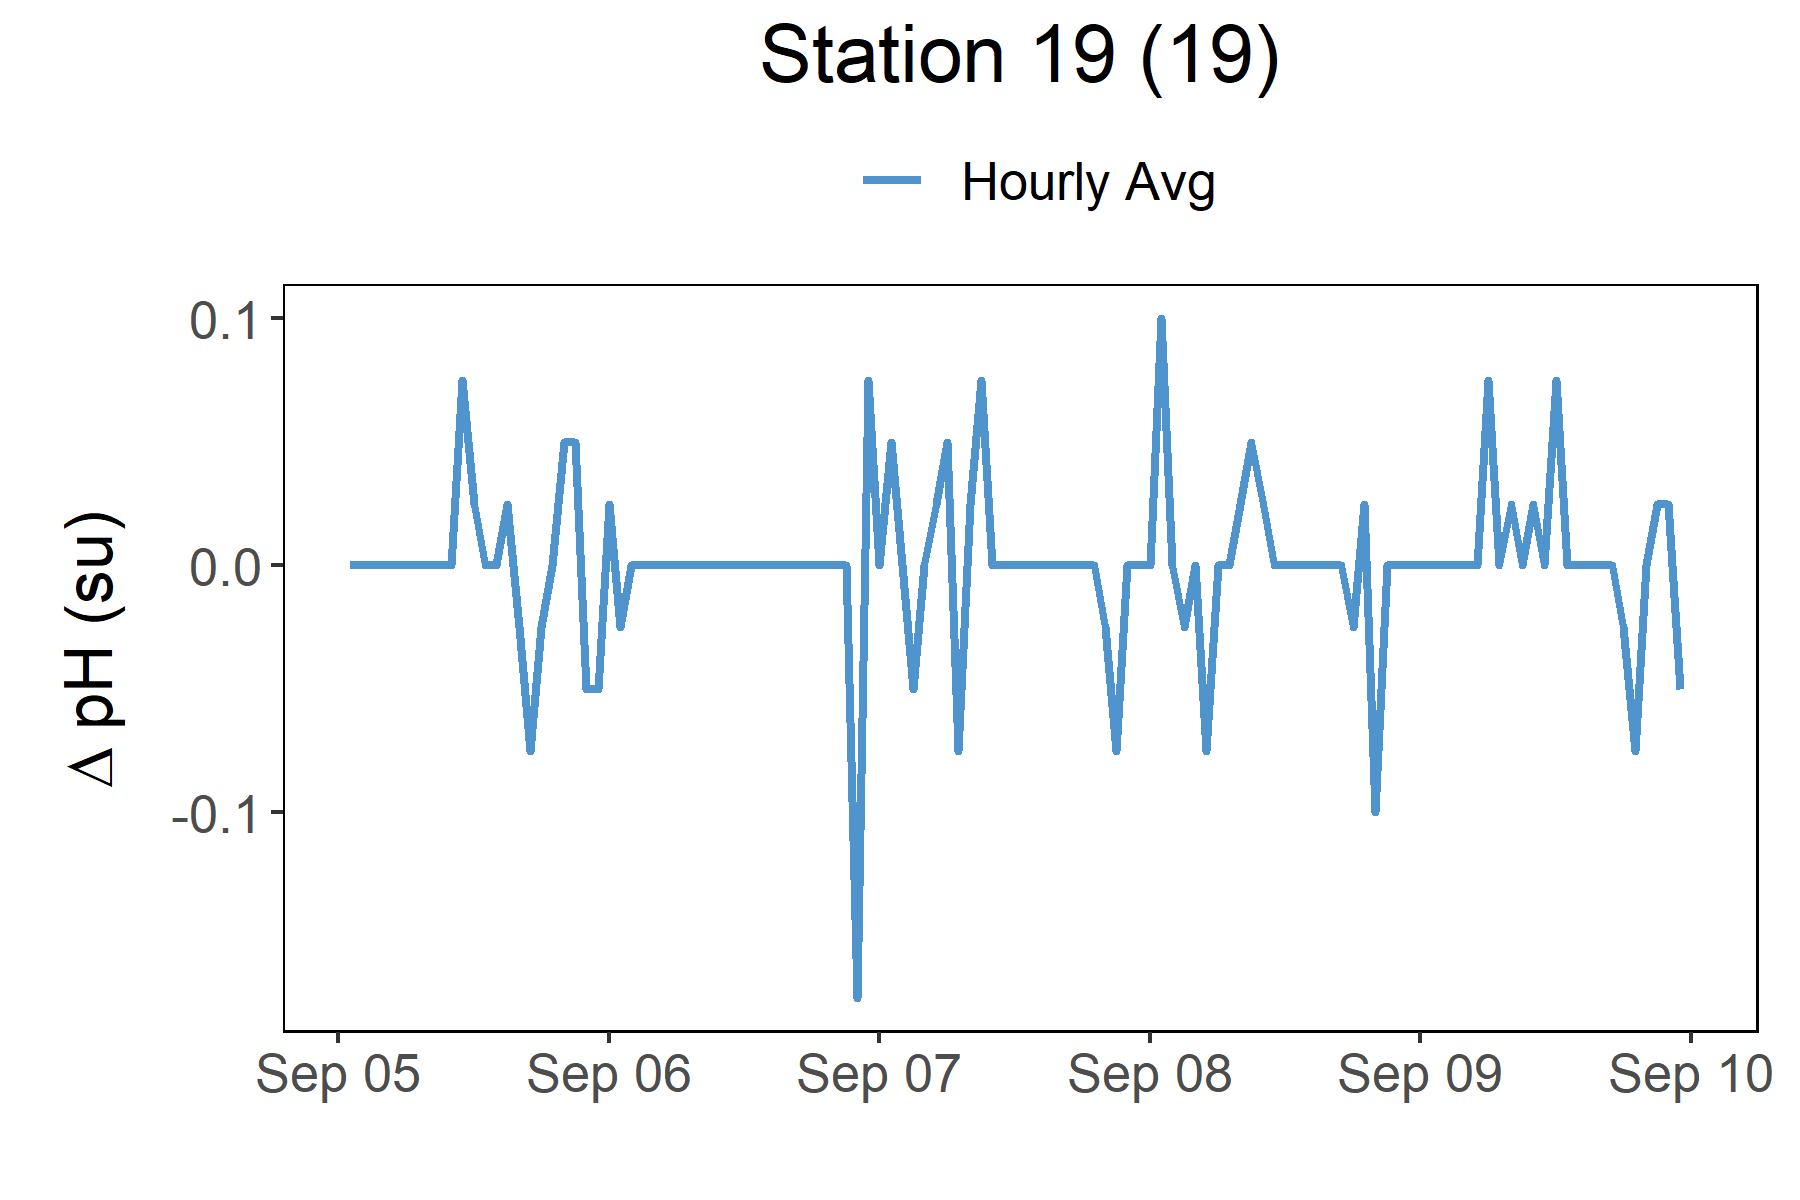 Station 19 (19)
Hourly Avg
Δ pH (su)
0.1
0.0
-0.1
Sep 05 Sep 06 Sep 07 Sep 08 Sep 09 Sep 10